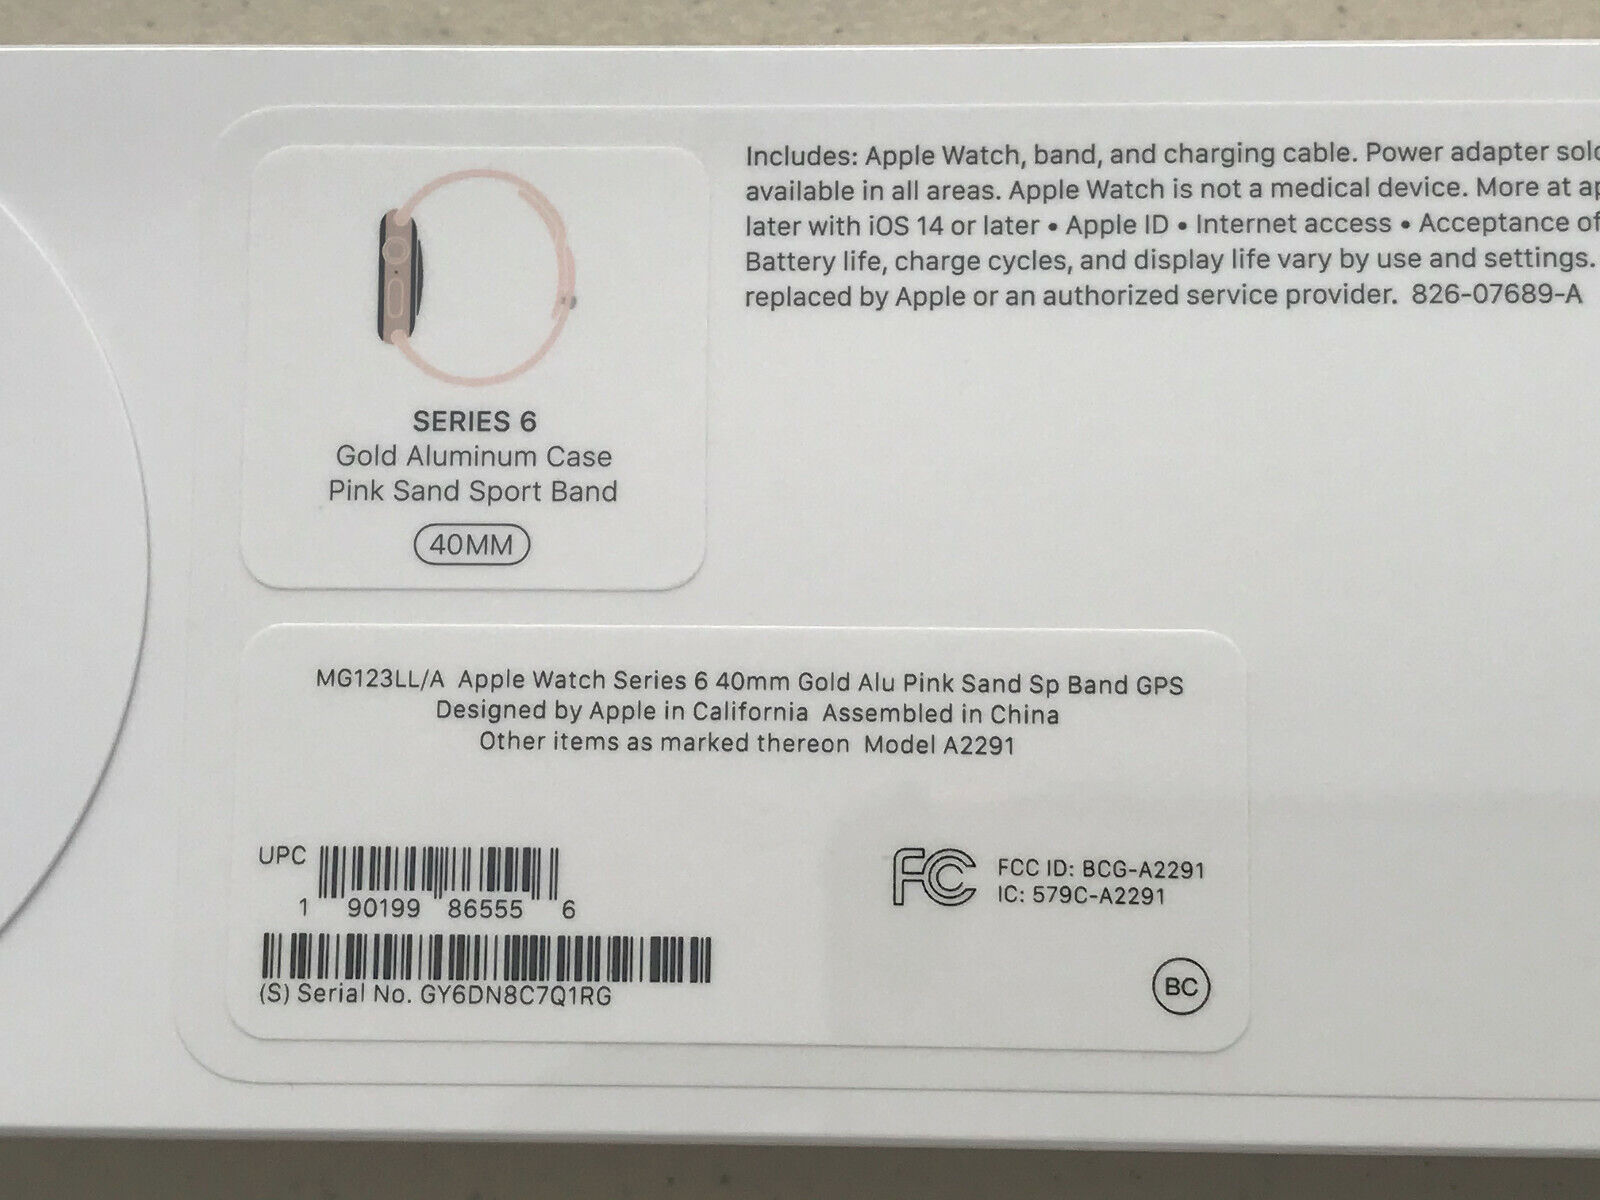 Includes: Apple Watch, band, and charging cable. Power adapter
available in all areas. Apple Watch is not a medical device. More at
later with iOS 14 or later • Apple ID • Internet access • Acceptance of
Battery life, charge cycles, and display life vary by use and settings.
replaced by Apple or an authorized service provider. 826-07689-A
SERIES 6
Gold Aluminum Case
Pink Sand Sport Band
40MM
MG123LL/A Apple Watch Series 6 40mm Gold Alu Pink Sand Sp Band GPS
Designed by Apple in California Assembled in China
Other items as marked thereon Model A2291
UPC
1 90199 86555 6
(S) Serial No. GY6DN8C7Q1RG
FC
FCC ID: BCG-A2291
IC: 579C-A2291
BC